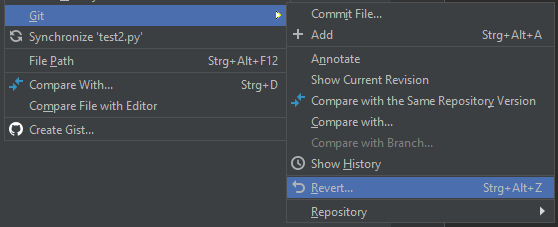 Git
Synchronize 'test2.py'
File Path Strg+Alt+F12
Compare With... Strg+D
Compare File with Editor
Create Gist...
Commit File...
Add Strg+Alt+A
Annotate
Show Current Revision
Compare with the Same Repository Version
Compare with...
Compare with Branch...
Show History
Revert... Strg+Alt+Z
Repository